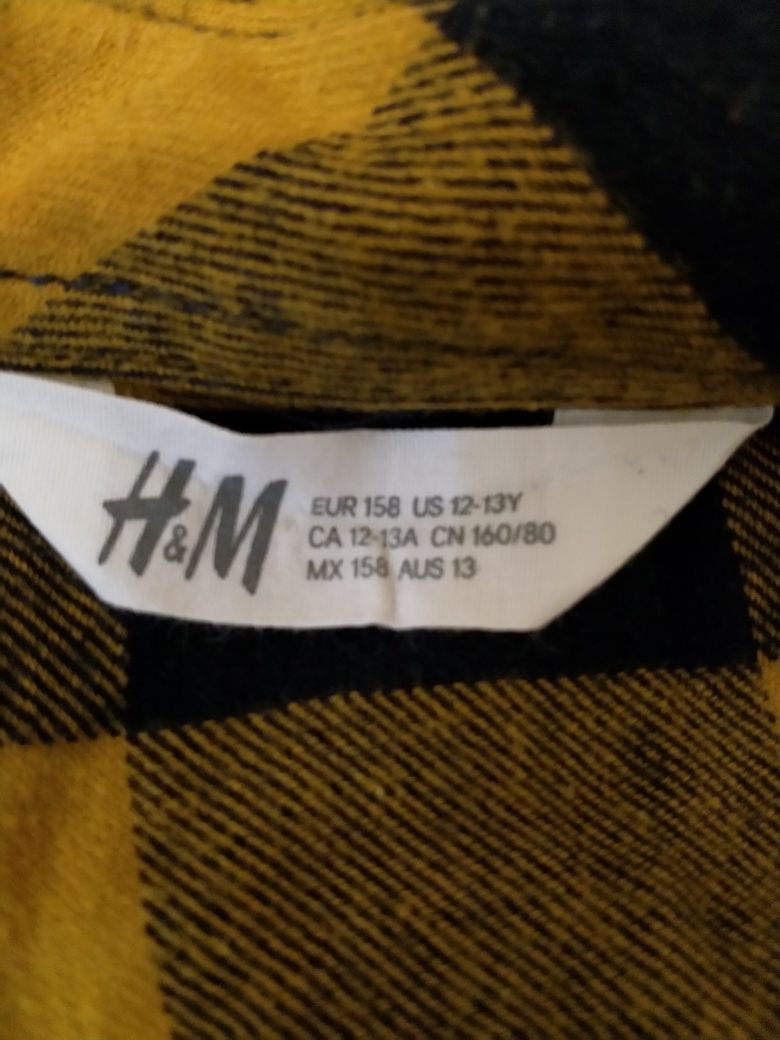 H&M
EUR 158 US 12-13Y
CA 12-13A CN 160/80
MX 158 AUS 13